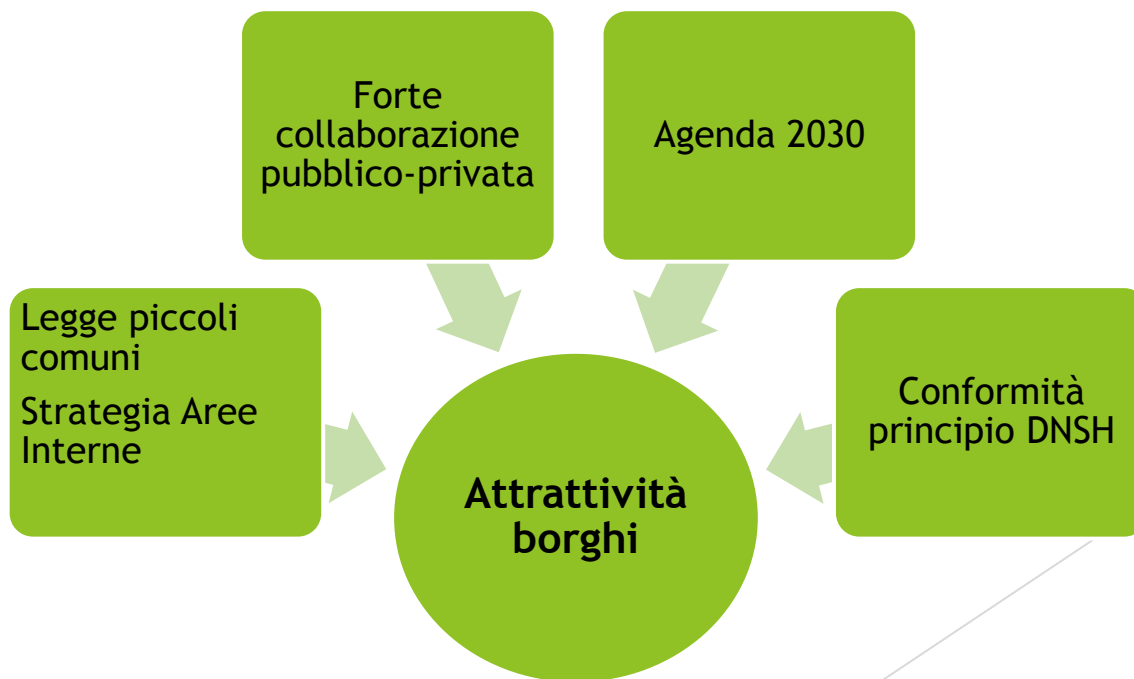 Forte
collaborazione
pubblico-privata
Agenda 2030
Legge piccoli
comuni
Strategia Aree
Interne
Conformità
principio DNSH
Attrattività
borghi